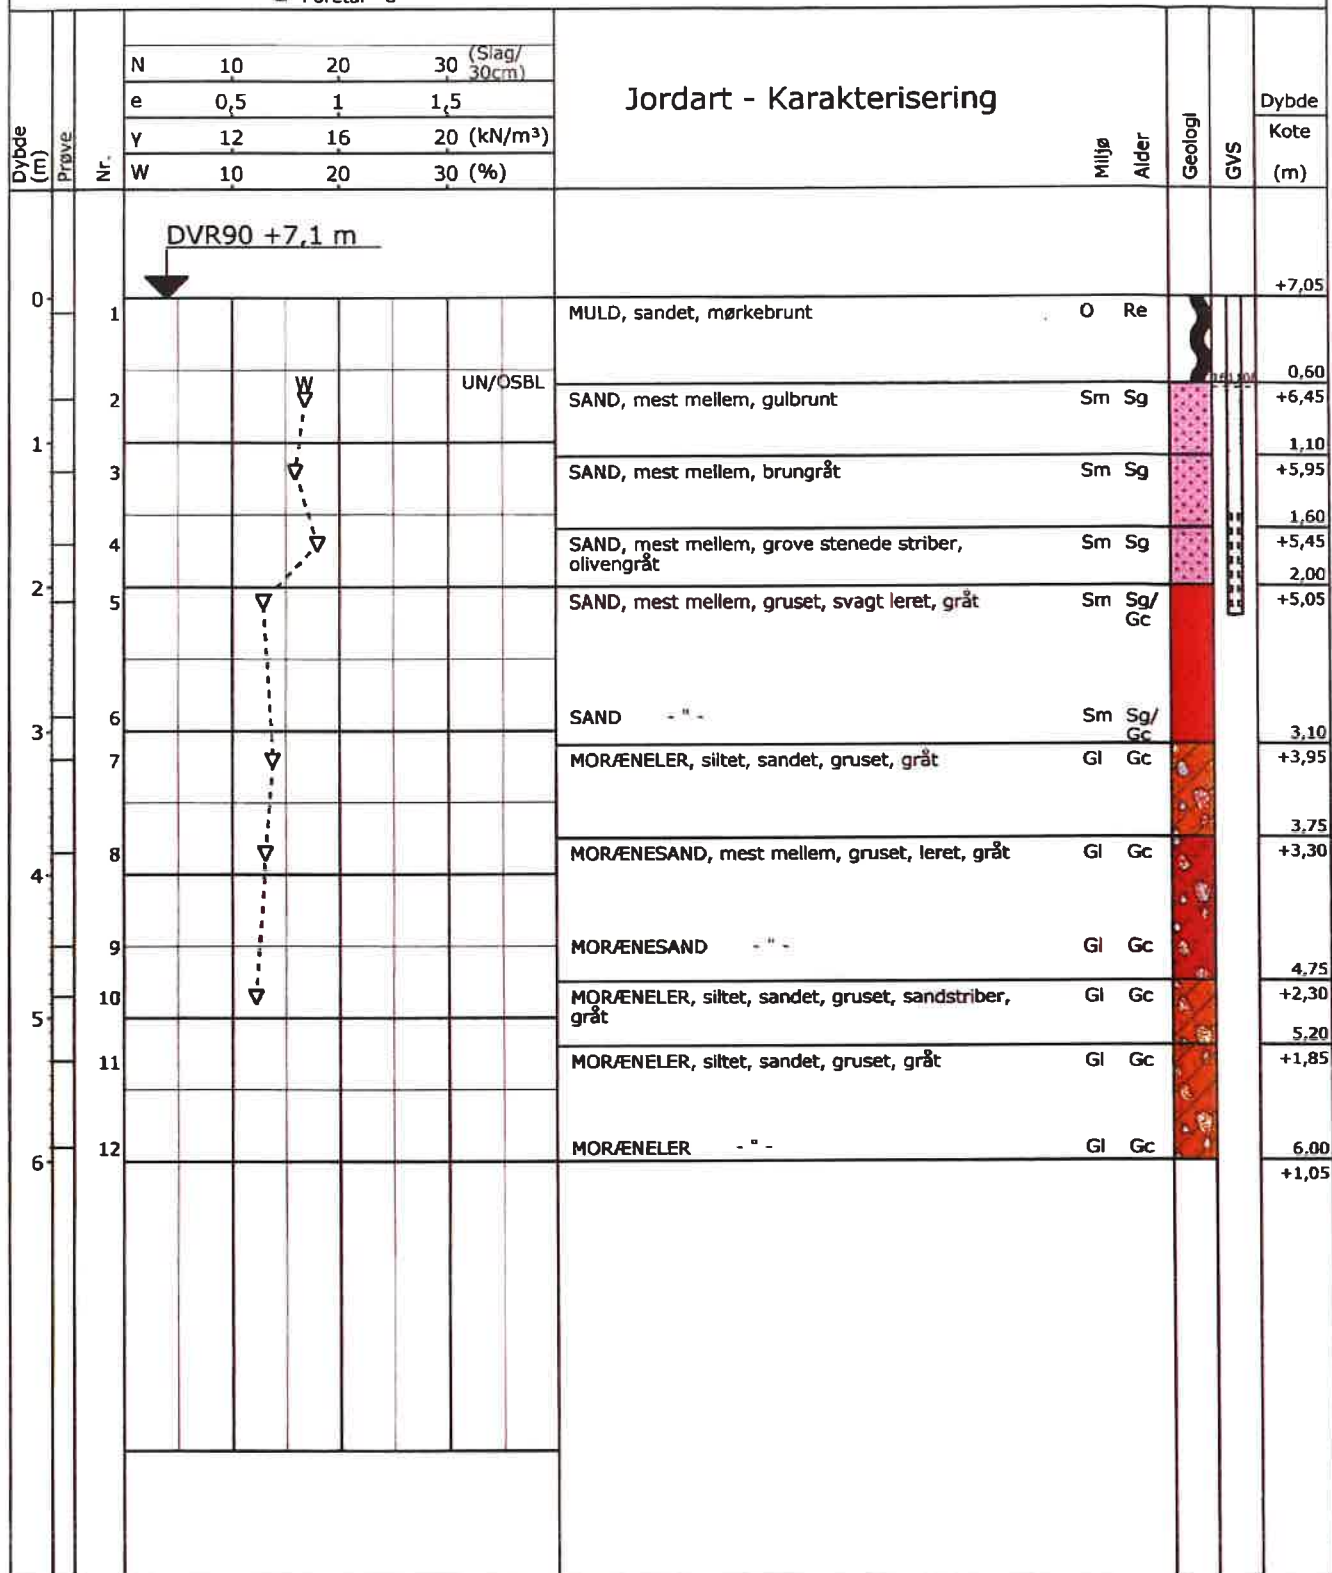 N 10 20 30 (Slag/
30cm)
e 0,5 1 1,5
γ 12 16 20 (kN/m³)
W 10 20 30 (%)
Dybde
(m)
Prøve
Nr.
Jordart - Karakterisering
Miljø
Alder
Geologi
GVS
Dybde
Kote
(m)
DVR90 +7,1 m
+7,05
0 1 MULD, sandet, mørkebrunt O Re
0,60
W UN/OSBL
2 SAND, mest mellem, gulbrunt Sm Sg +6,45
1 1,10
3 SAND, mest mellem, brungråt Sm Sg +5,95
1,60
4 SAND, mest mellem, grove stenede striber, Sm Sg +5,45
olivengråt
2 2,00
5 SAND, mest mellem, gruset, svagt leret, gråt Sm Sg/ +5,05
Gc
6 SAND - " - Sm Sg/
Gc
3 3,10
7 MORÆNELER, siltet, sandet, gruset, gråt Gl Gc +3,95
3,75
8 MORÆNESAND, mest mellem, gruset, leret, gråt Gl Gc +3,30
4
9 MORÆNESAND - " - Gl Gc
4,75
10 MORÆNELER, siltet, sandet, gruset, sandstriber, Gl Gc +2,30
gråt
5 5,20
11 MORÆNELER, siltet, sandet, gruset, gråt Gl Gc +1,85
12 MORÆNELER - " - Gl Gc 6,00
6 +1,05